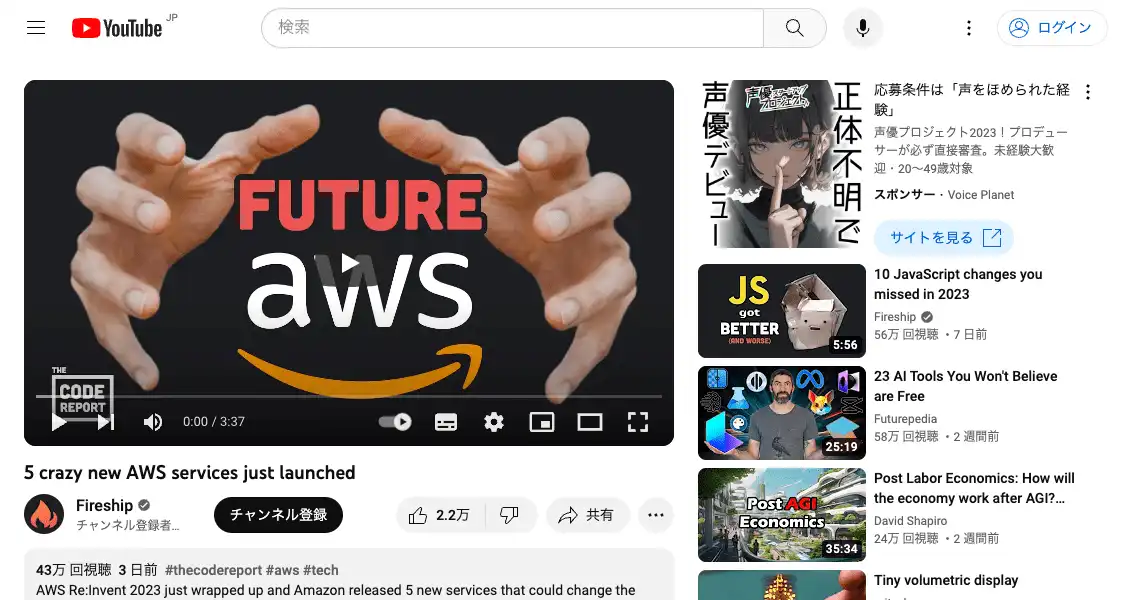 YouTube JP
検索
ログイン
FUTURE
aws
THE
CODE
REPORT
0:00 / 3:37
5 crazy new AWS services just launched
Fireship
チャンネル登録者...
チャンネル登録
2.2万
共有
43万 回視聴 3 日前 #thecodereport #aws #tech
AWS Re:Invent 2023 just wrapped up and Amazon released 5 new services that could change the
声優デビュー
声優スタートアッププロジェクト
正体不明で
応募条件は「声をほめられた経
験」
声優プロジェクト2023！プロデュー
サーが必ず直接審査。未経験大歓
迎・20〜49歳対象
スポンサー・Voice Planet
サイトを見る
JS
got
BETTER
(AND WORSE)
5:56
10 JavaScript changes you
missed in 2023
Fireship
56万 回視聴 ・7 日前
25:19
23 AI Tools You Won't Believe
are Free
Futurepedia
58万 回視聴 ・2 週間前
Post AGI
Economics
35:34
Post Labor Economics: How will
the economy work after AGI?...
David Shapiro
24万 回視聴 ・2 週間前
Tiny volumetric display